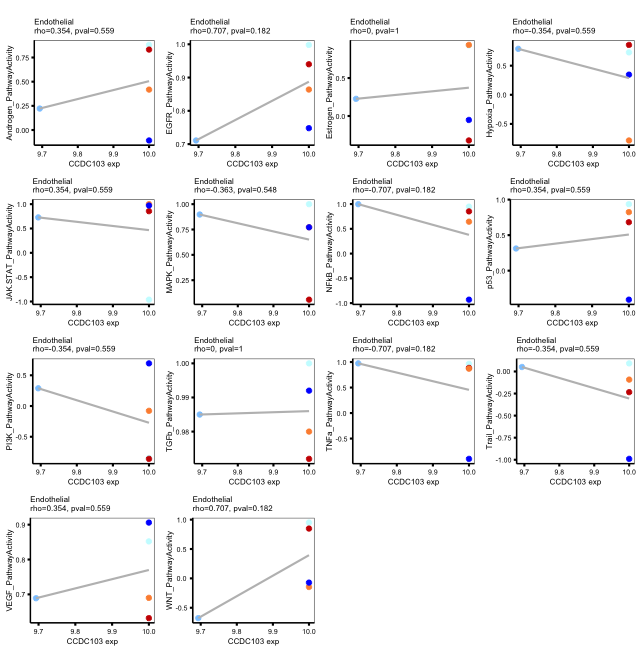 Endothelial
rho=0.354, pval=0.559
Androgen_PathwayActivity
0.75
0.50
0.25
0.00
9.7 9.8 9.9 10.0
CCDC103 exp
Endothelial
rho=0.707, pval=0.182
EGFR_PathwayActivity
1.0
0.9
0.8
0.7
9.7 9.8 9.9 10.0
CCDC103 exp
Endothelial
rho=0, pval=1
Estrogen_PathwayActivity
0.5
0.0
9.7 9.8 9.9 10.0
CCDC103 exp
Endothelial
rho=-0.354, pval=0.559
Hypoxia_PathwayActivity
0.5
0.0
-0.5
9.7 9.8 9.9 10.0
CCDC103 exp
Endothelial
rho=0.354, pval=0.559
JAK-STAT_PathwayActivity
1.0
0.5
0.0
-0.5
-1.0
9.7 9.8 9.9 10.0
CCDC103 exp
Endothelial
rho=-0.363, pval=0.548
MAPK_PathwayActivity
1.00
0.75
0.50
0.25
9.7 9.8 9.9 10.0
CCDC103 exp
Endothelial
rho=-0.707, pval=0.182
NFkB_PathwayActivity
1.0
0.5
0.0
-0.5
-1.0
9.7 9.8 9.9 10.0
CCDC103 exp
Endothelial
rho=0.354, pval=0.559
p53_PathwayActivity
1.0
0.5
0.0
9.7 9.8 9.9 10.0
CCDC103 exp
Endothelial
rho=-0.354, pval=0.559
PI3K_PathwayActivity
0.5
0.0
-0.5
9.7 9.8 9.9 10.0
CCDC103 exp
Endothelial
rho=0, pval=1
TGFb_PathwayActivity
1.00
0.99
0.98
9.7 9.8 9.9 10.0
CCDC103 exp
Endothelial
rho=-0.707, pval=0.182
TNFa_PathwayActivity
1.0
0.5
0.0
-0.5
9.7 9.8 9.9 10.0
CCDC103 exp
Endothelial
rho=-0.354, pval=0.559
Trail_PathwayActivity
0.00
-0.25
-0.50
-0.75
-1.00
9.7 9.8 9.9 10.0
CCDC103 exp
Endothelial
rho=0.354, pval=0.559
VEGF_PathwayActivity
0.9
0.8
0.7
9.7 9.8 9.9 10.0
CCDC103 exp
Endothelial
rho=0.707, pval=0.182
WNT_PathwayActivity
1.0
0.5
0.0
-0.5
9.7 9.8 9.9 10.0
CCDC103 exp